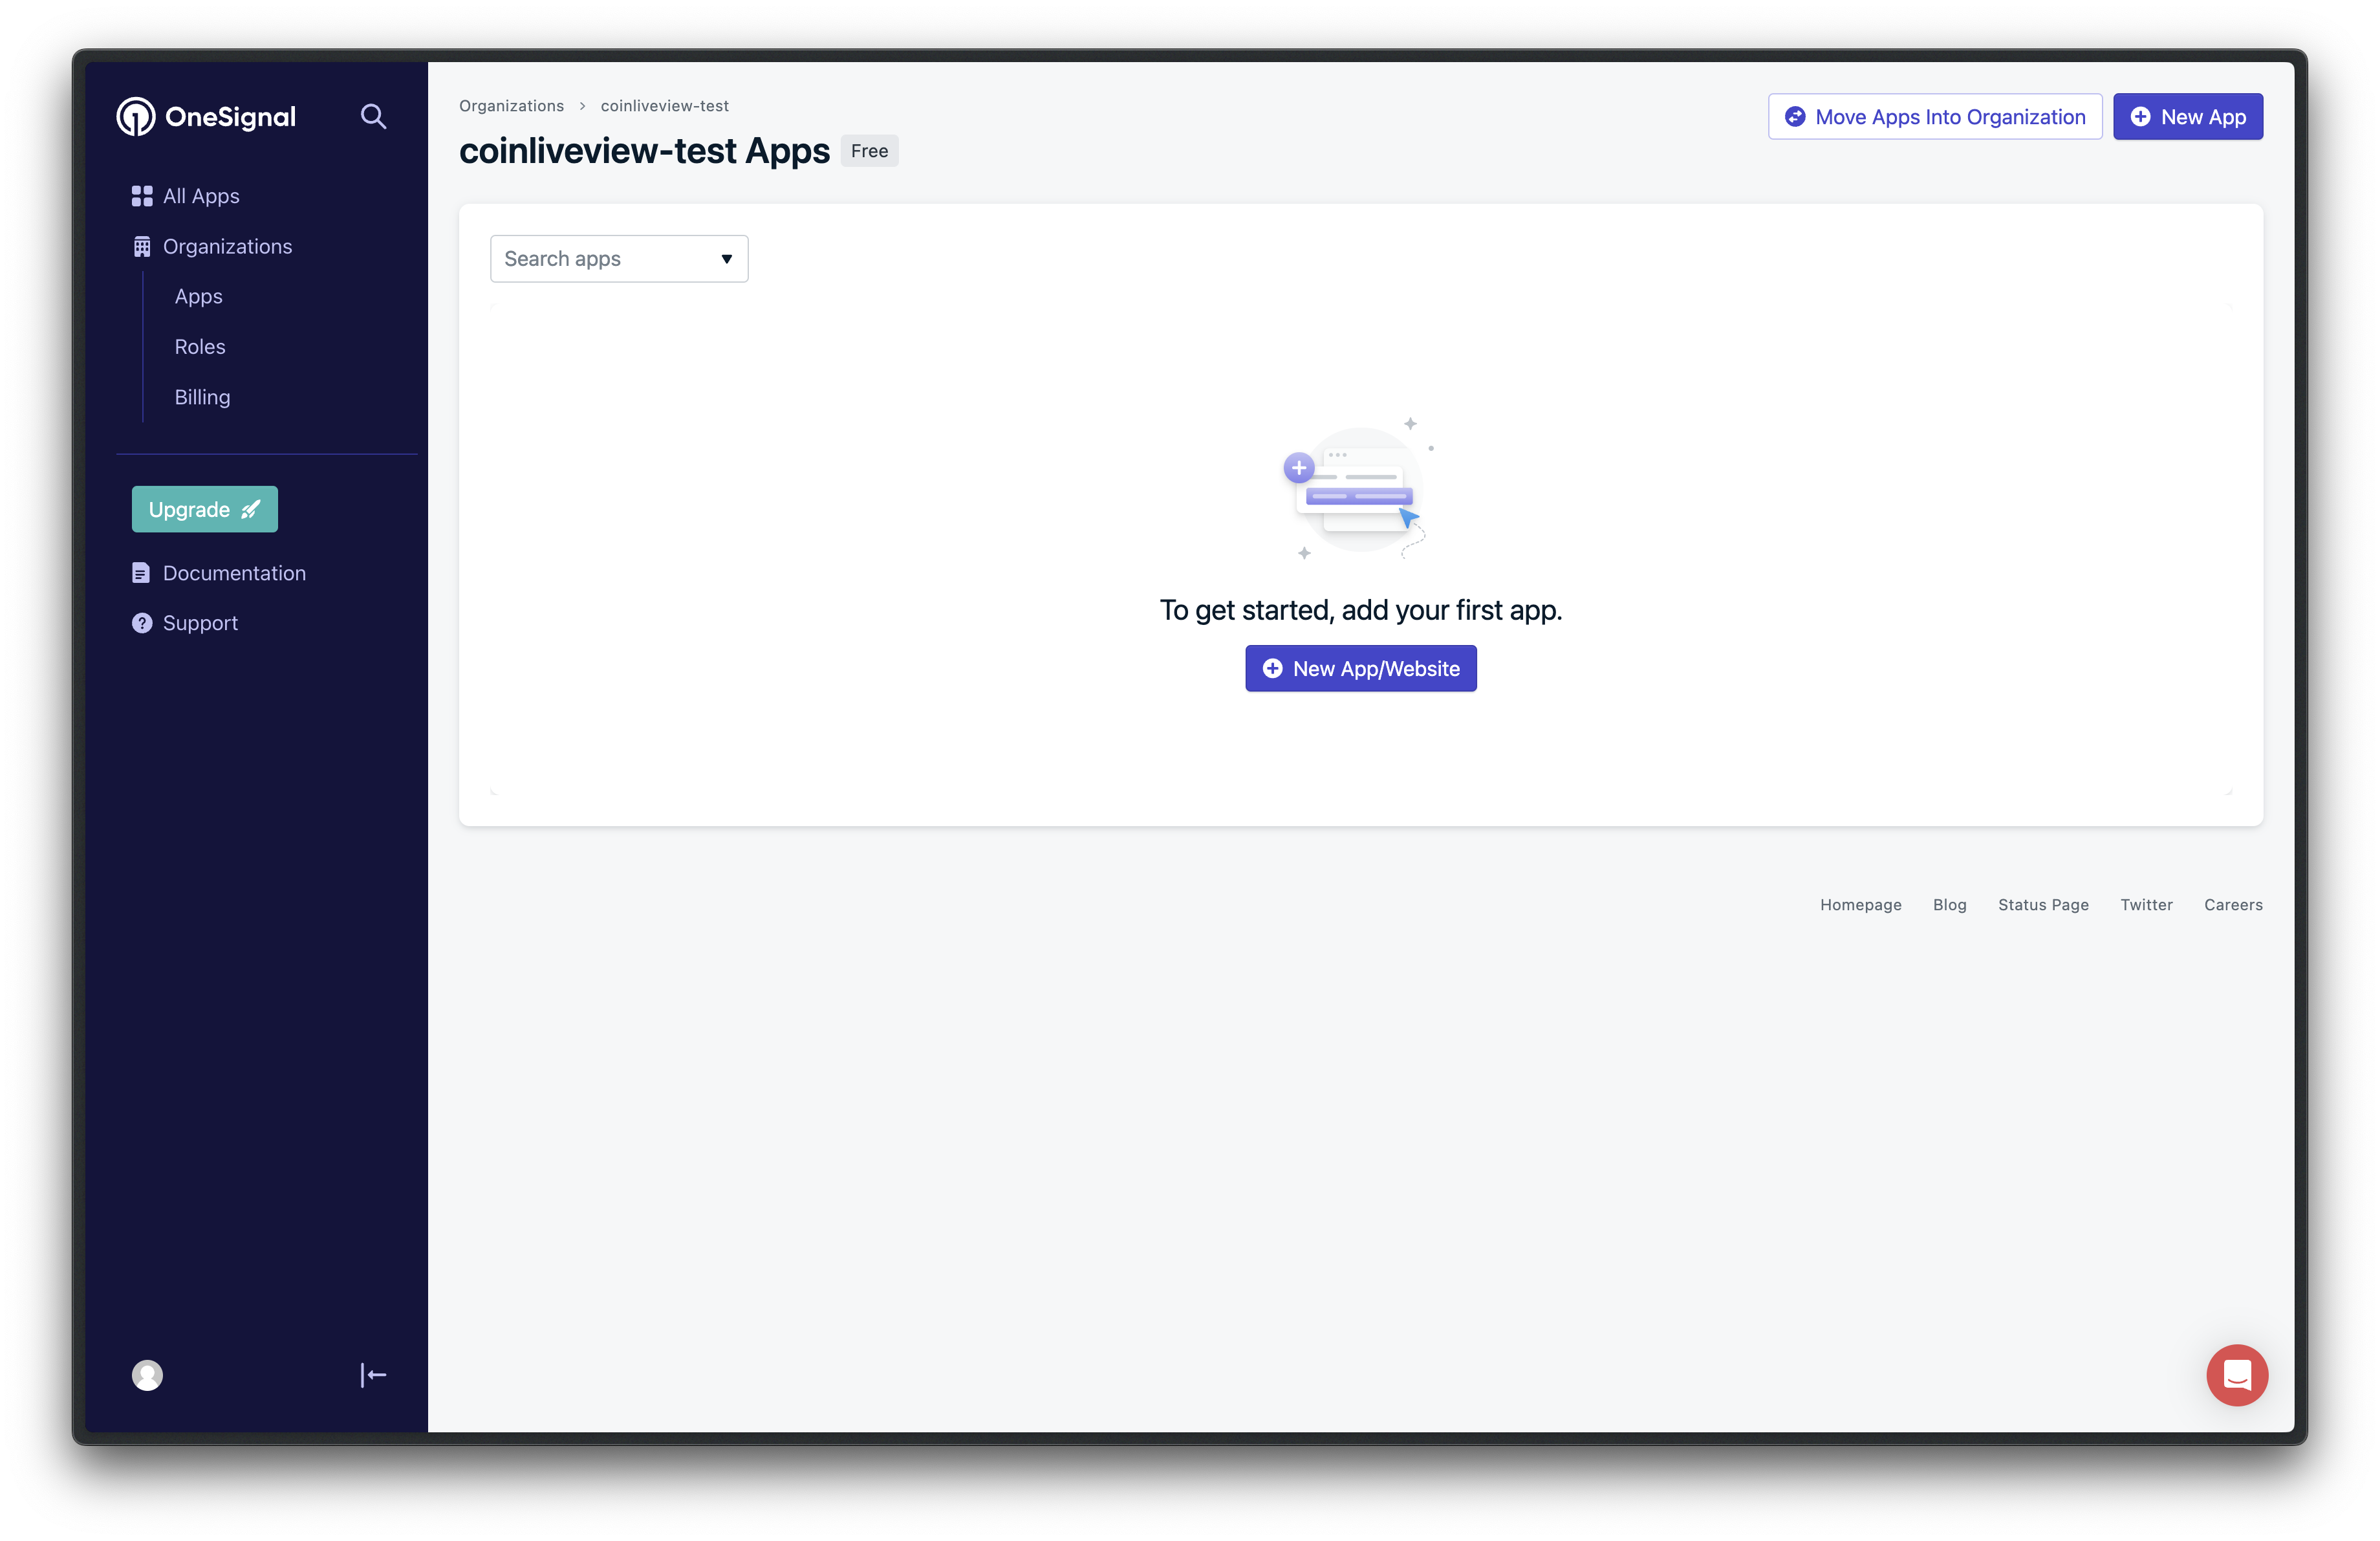 OneSignal
All Apps
Organizations
Apps
Roles
Billing
Upgrade
Documentation
Support
Organizations > coinliveview-test
coinliveview-test Apps Free
Move Apps Into Organization
New App
Search apps
To get started, add your first app.
New App/Website
Homepage Blog Status Page Twitter Careers